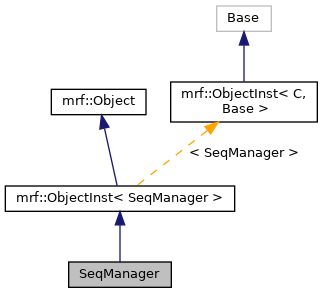 Base
mrf::ObjectInst< C,
Base >
mrf::Object
< SeqManager >
mrf::ObjectInst< SeqManager >
SeqManager